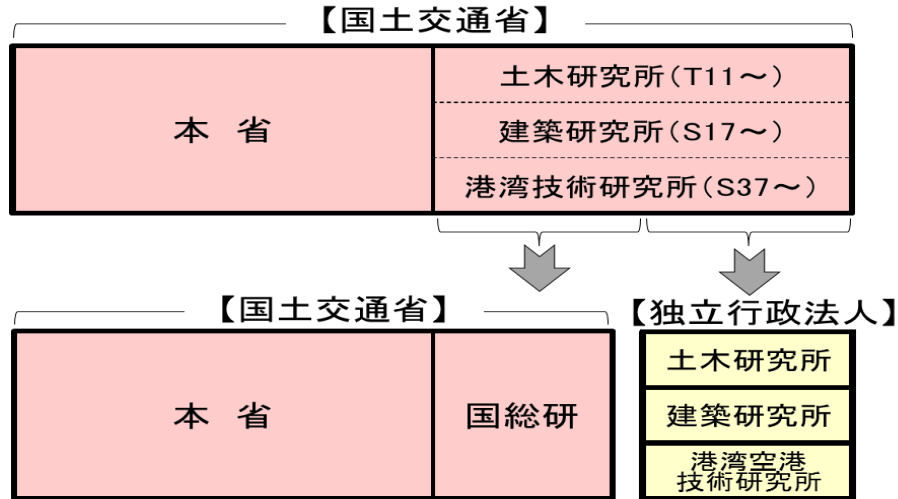 【国土交通省】
本 省
土木研究所(T11～)
建築研究所(S17～)
港湾技術研究所(S37～)
【国土交通省】
【独立行政法人】
本 省
国総研
土木研究所
建築研究所
港湾空港
技術研究所